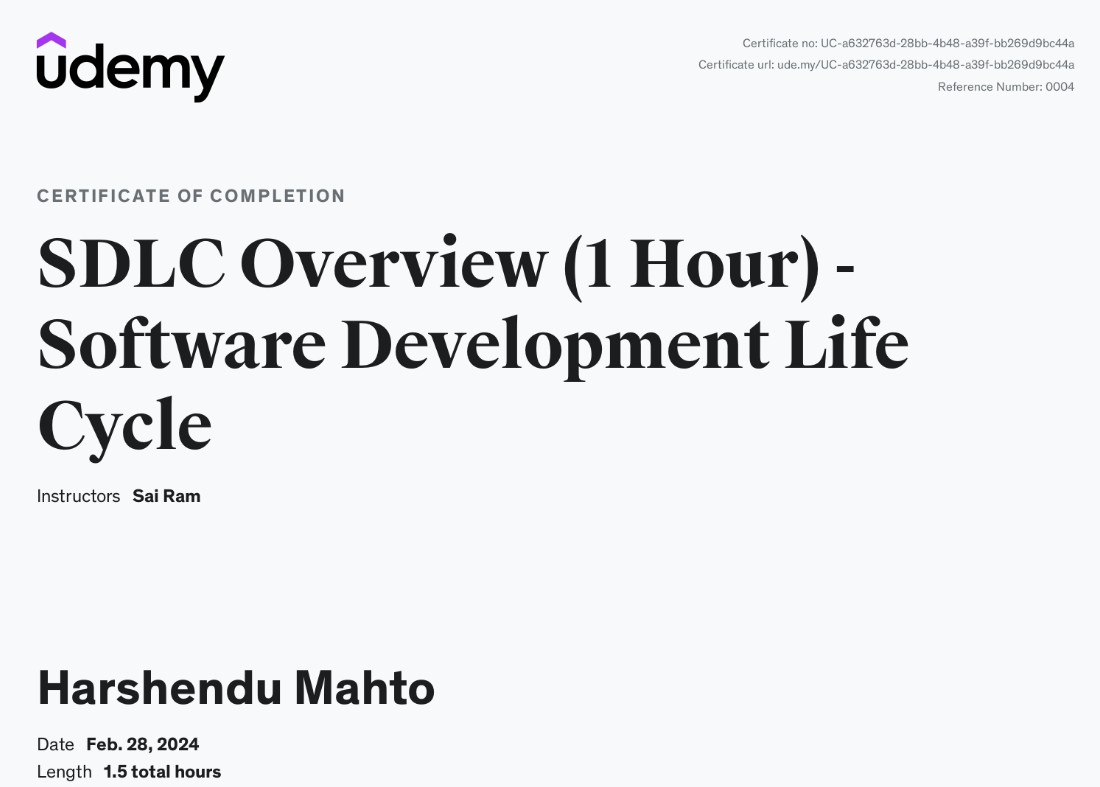 udemy
Certificate no: UC-a632763d-28bb-4b48-a39f-bb269d9bc44a
Certificate url: ude.my/UC-a632763d-28bb-4b48-a39f-bb269d9bc44a
Reference Number: 0004
CERTIFICATE OF COMPLETION
SDLC Overview (1 Hour) -
Software Development Life
Cycle
Instructors Sai Ram
Harshendu Mahto
Date Feb. 28, 2024
Length 1.5 total hours